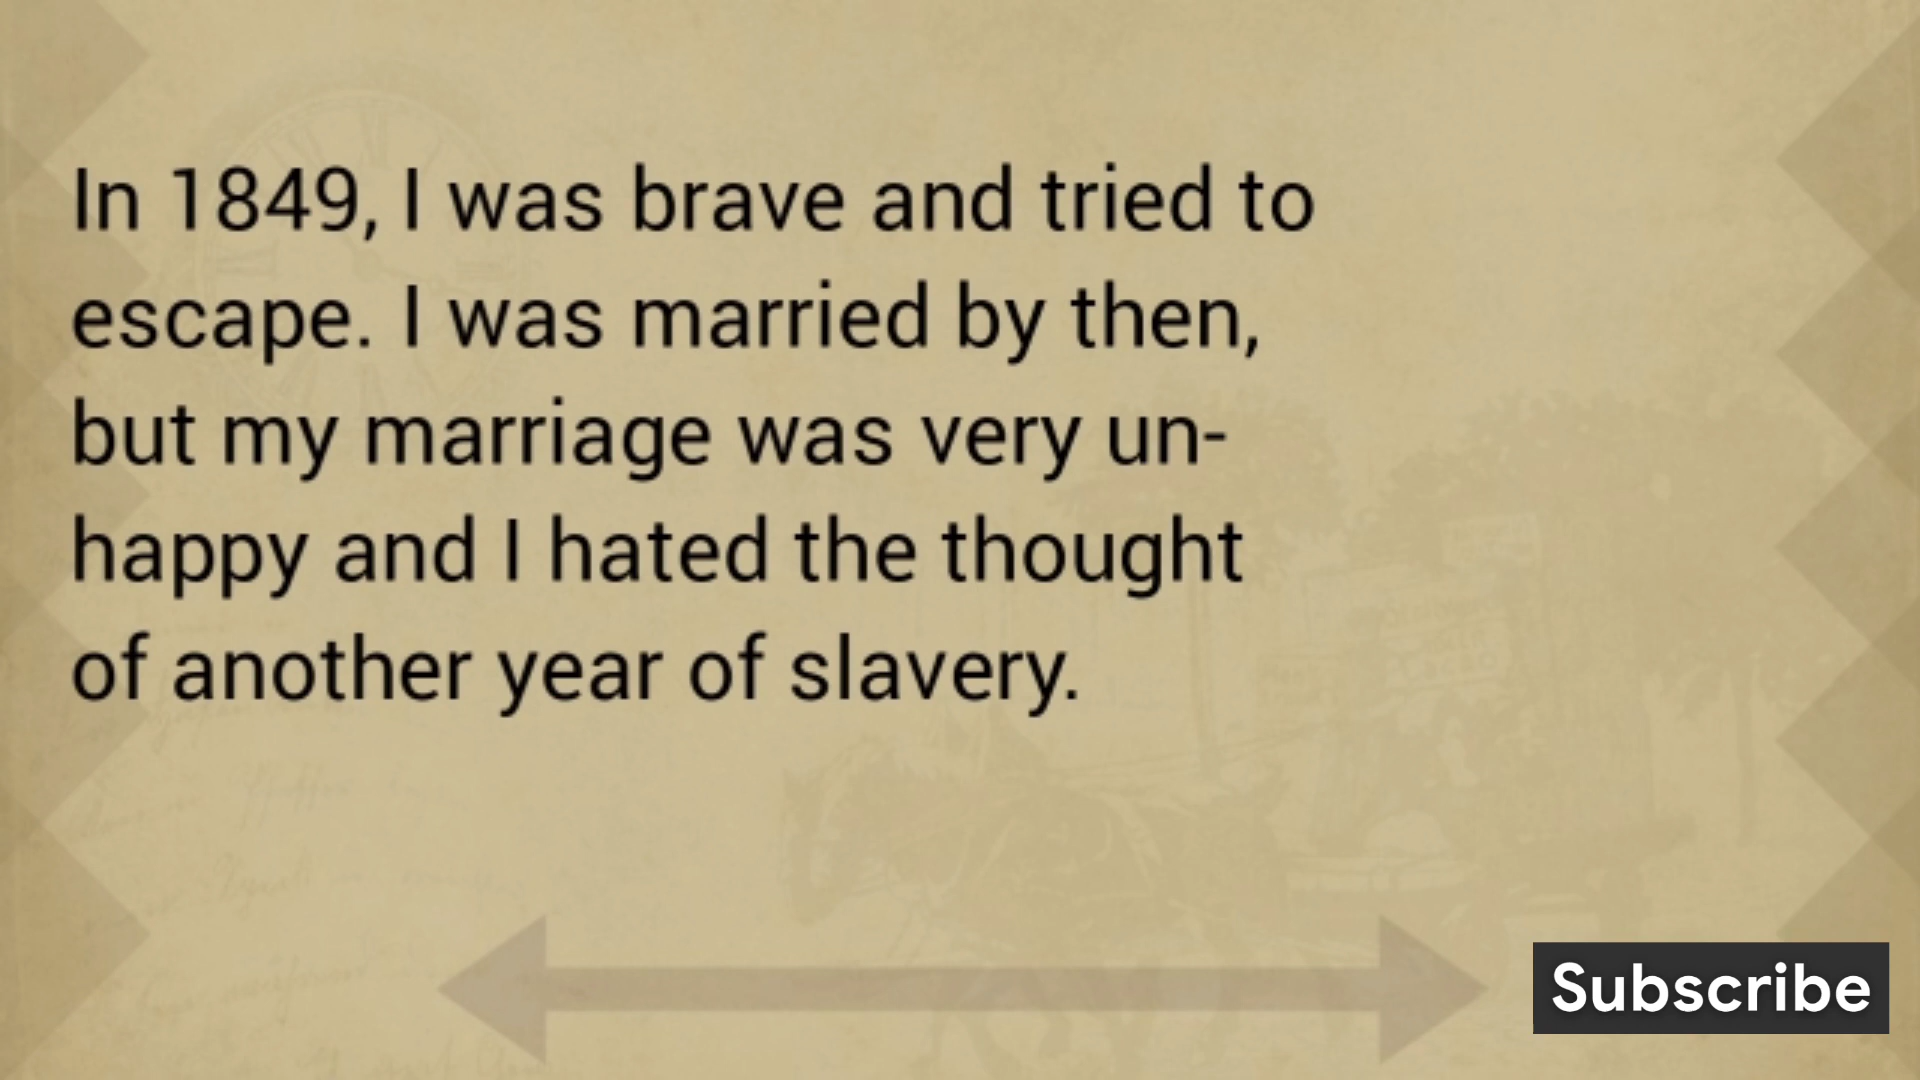 In 1849, I was brave and tried to
escape. I was married by then,
but my marriage was very un-
happy and I hated the thought
of another year of slavery.
Subscribe